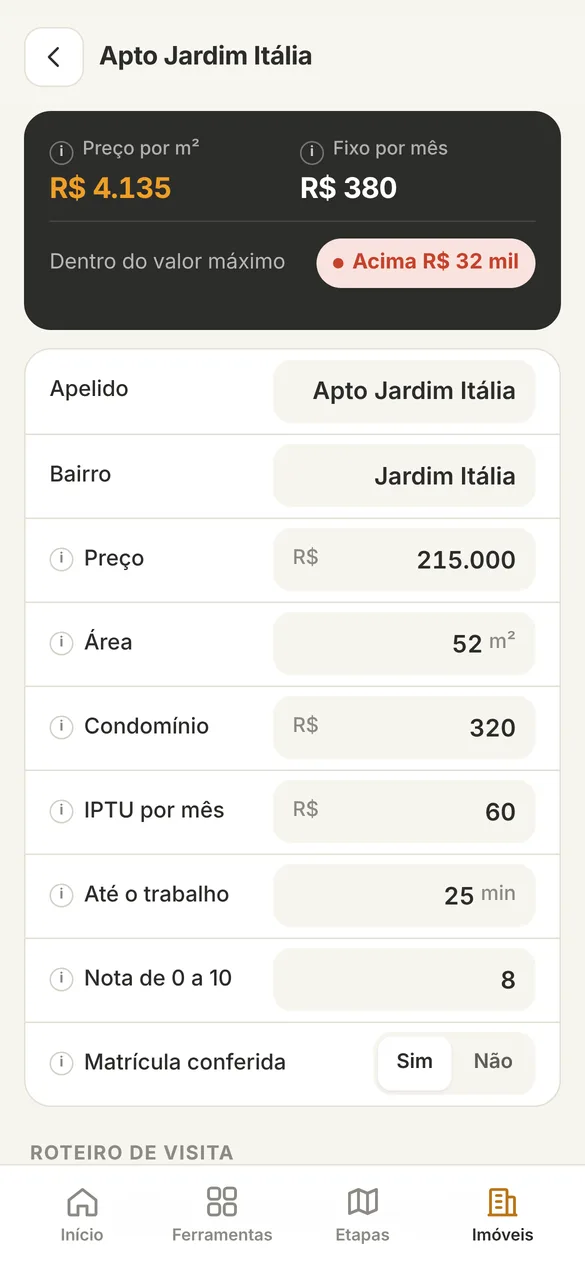 Apto Jardim Itália
Preço por m²
Fixo por mês
R$ 4.135
R$ 380
Dentro do valor máximo
Acima R$ 32 mil
Apelido
Apto Jardim Itália
Bairro
Jardim Itália
Preço
R$ 215.000
Área
52 m²
Condomínio
R$ 320
IPTU por mês
R$ 60
Até o trabalho
25 min
Nota de 0 a 10
8
Matrícula conferida
Sim Não
ROTEIRO DE VISITA
Início Ferramentas Etapas Imóveis